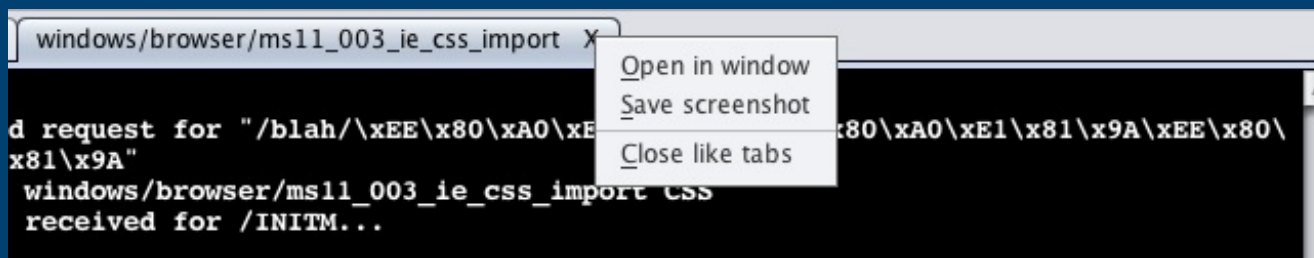 windows/browser/ms11_003_ie_css_import X
Open in window
Save screenshot
Close like tabs
d request for "/blah/\xEE\x80\xA0\xE x80\xA0\xE1\x81\x9A\xEE\x80\
x81\x9A"
windows/browser/ms11_003_ie_css_import CSS
received for /INITM...